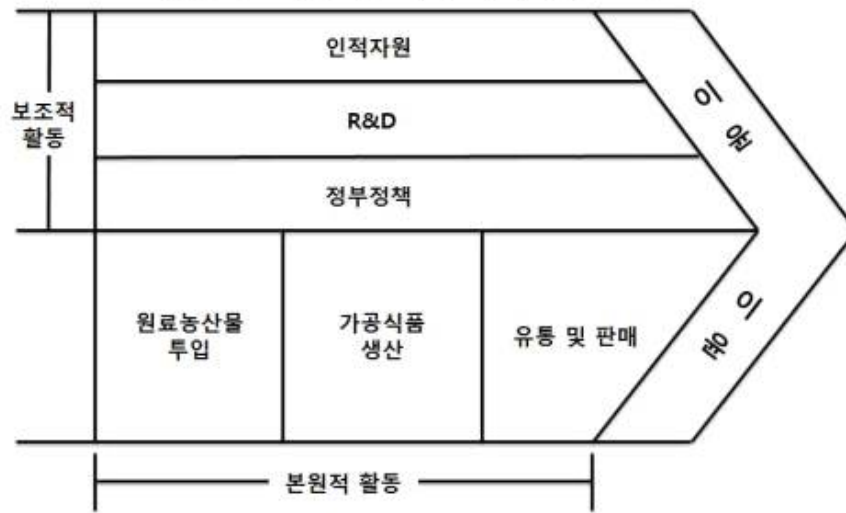 인적자원
보조적
활동
R&D
정부정책
이윤
원료농산물
투입
가공식품
생산
유통 및 판매
이윤
본원적 활동